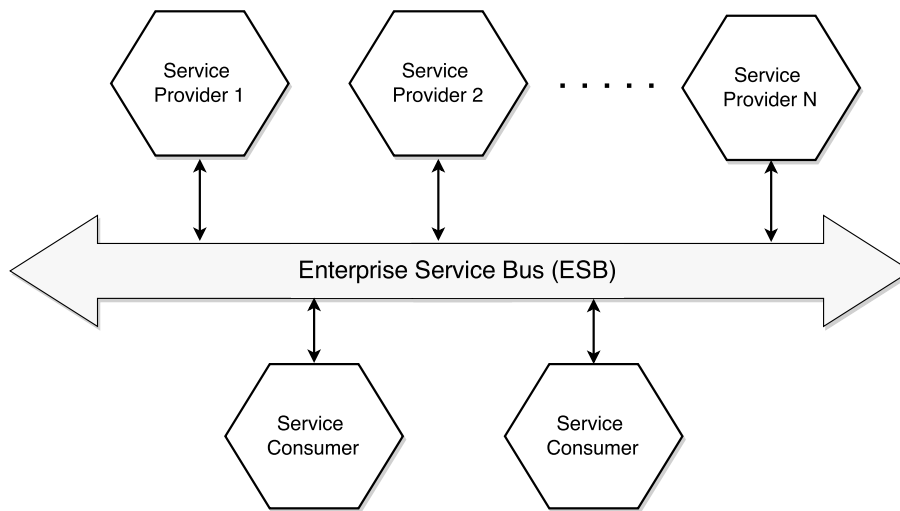 Service
Provider 1
Service
Provider 2
. . . . .
Service
Provider N
Enterprise Service Bus (ESB)
Service
Consumer
Service
Consumer